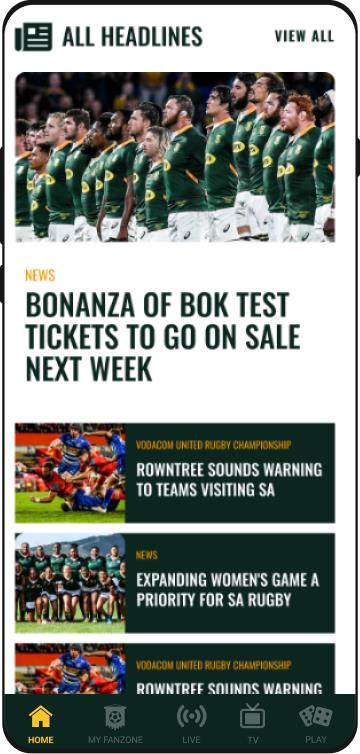 ALL HEADLINES
VIEW ALL
NEWS
BONANZA OF BOK TEST
TICKETS TO GO ON SALE
NEXT WEEK
VODACOM UNITED RUGBY CHAMPIONSHIP
ROWNTREE SOUNDS WARNING
TO TEAMS VISITING SA
NEWS
EXPANDING WOMEN'S GAME A
PRIORITY FOR SA RUGBY
VODACOM UNITED RUGBY CHAMPIONSHIP
ROWNTREE SOUNDS WARNING
HOME
MY FANZONE
LIVE
TV
PLAY